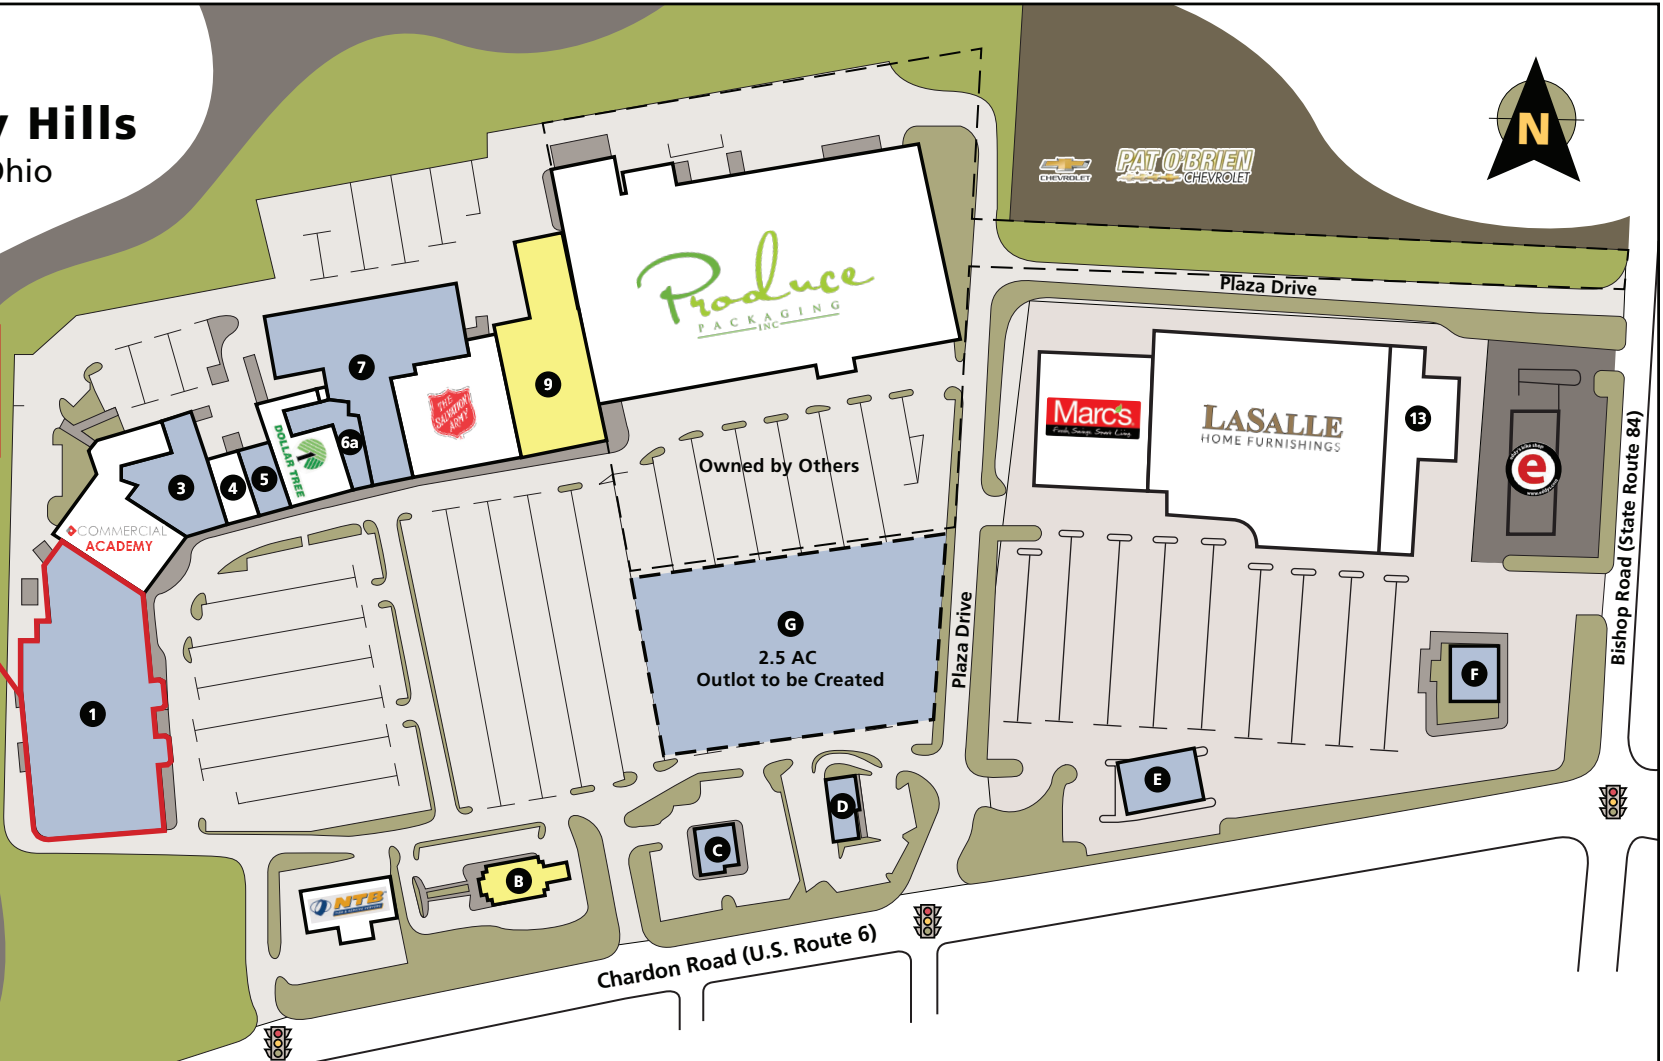 y Hills
Ohio
N
CHEVROLET
PAT O'BRIEN
CHEVROLET
Plaza Drive
Produce
PACKAGING
INC
7
9
THE
SALVATION
ARMY
6a
DOLLAR TREE
3
4
5
COMMERCIAL
ACADEMY
Owned by Others
Marc's
LASALLE
HOME FURNISHINGS
13
e
Bishop Road (State Route 84)
G
2.5 AC
Outlot to be Created
Plaza Drive
1
F
E
D
C
B
NTB
Chardon Road (U.S. Route 6)